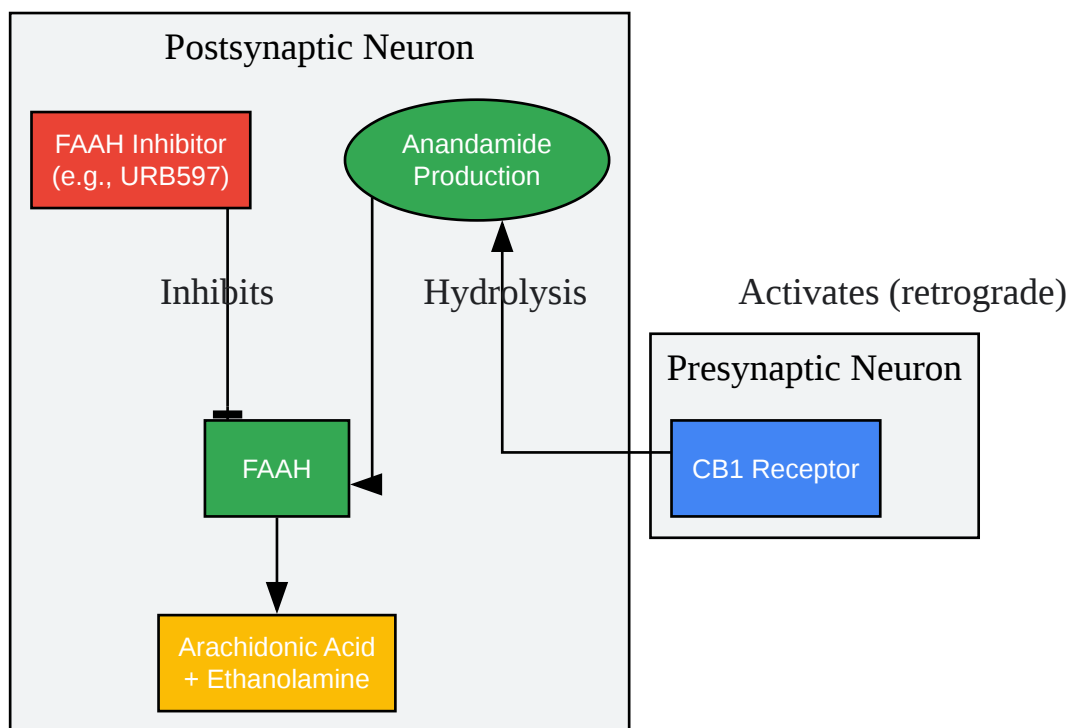 Postsynaptic Neuron
FAAH Inhibitor
(e.g., URB597)
Anandamide
Production
Inhibits
Hydrolysis
Activates (retrograde)
Presynaptic Neuron
FAAH
CB1 Receptor
Arachidonic Acid
+ Ethanolamine